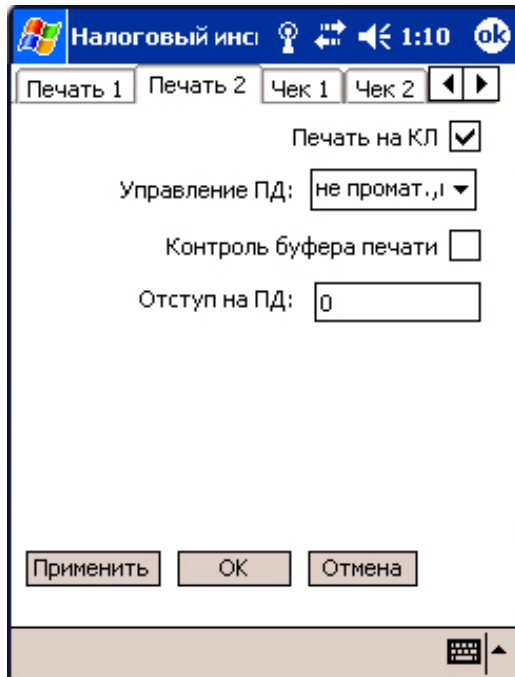 Налоговый инс 1:10 ok
Печать 1 Печать 2 Чек 1 Чек 2
Печать на КЛ
Управление ПД: не промат.,
Контроль буфера печати
Отступ на ПД: 0
Применить ОК Отмена